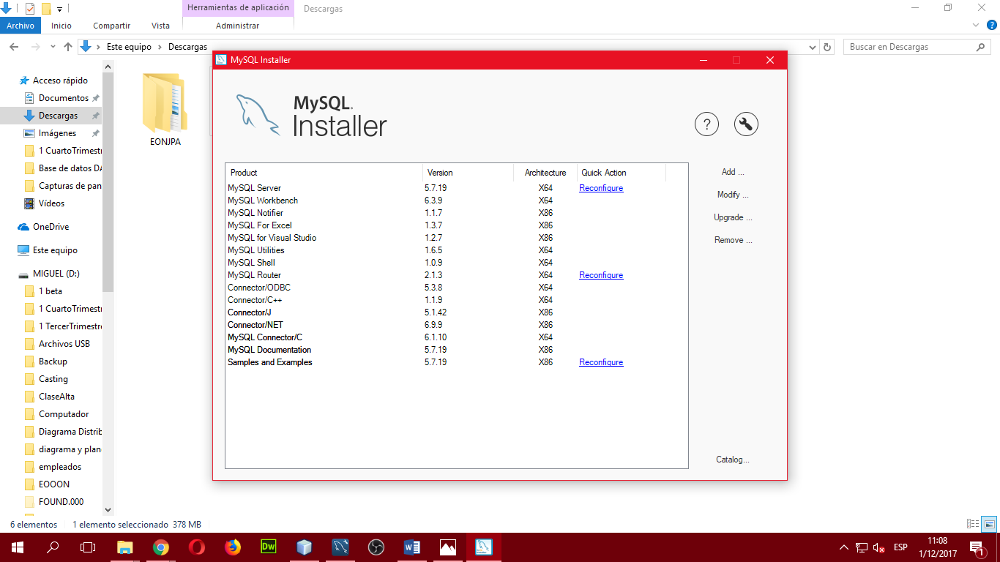 Herramientas de aplicación
Descargas
Archivo
Inicio
Compartir
Vista
Administrar
Este equipo
Descargas
Buscar en Descargas
Acceso rápido
Documentos
Descargas
Imágenes
1 CuartoTrimestr
Base de datos DA
Capturas de pan
Vídeos
OneDrive
Este equipo
MIGUEL (D:)
1 beta
1 CuartoTrimestr
1 TercerTrimestre
Archivos USB
Backup
Casting
ClaseAlta
Computador
Diagrama Distrib
diagrama y plan
empleados
EOOON
FOUND.000
EONJPA
MySQL Installer
MySQL.
Installer
?
Product Version Architecture Quick Action
MySQL Server 5.7.19 X64 Reconfigure
MySQL Workbench 6.3.9 X64
MySQL Notifier 1.1.7 X86
MySQL For Excel 1.3.7 X86
MySQL for Visual Studio 1.2.7 X86
MySQL Utilities 1.6.5 X64
MySQL Shell 1.0.9 X64
MySQL Router 2.1.3 X64 Reconfigure
Connector/ODBC 5.3.8 X64
Connector/C++ 1.1.9 X64
Connector/J 5.1.42 X86
Connector/NET 6.9.9 X86
MySQL Connector/C 6.1.10 X64
MySQL Documentation 5.7.19 X86
Samples and Examples 5.7.19 X86 Reconfigure
Add ...
Modify ...
Upgrade ...
Remove ...
Catalog...
6 elementos 1 elemento seleccionado 378 MB
Dw
ESP
11:08
1/12/2017
1